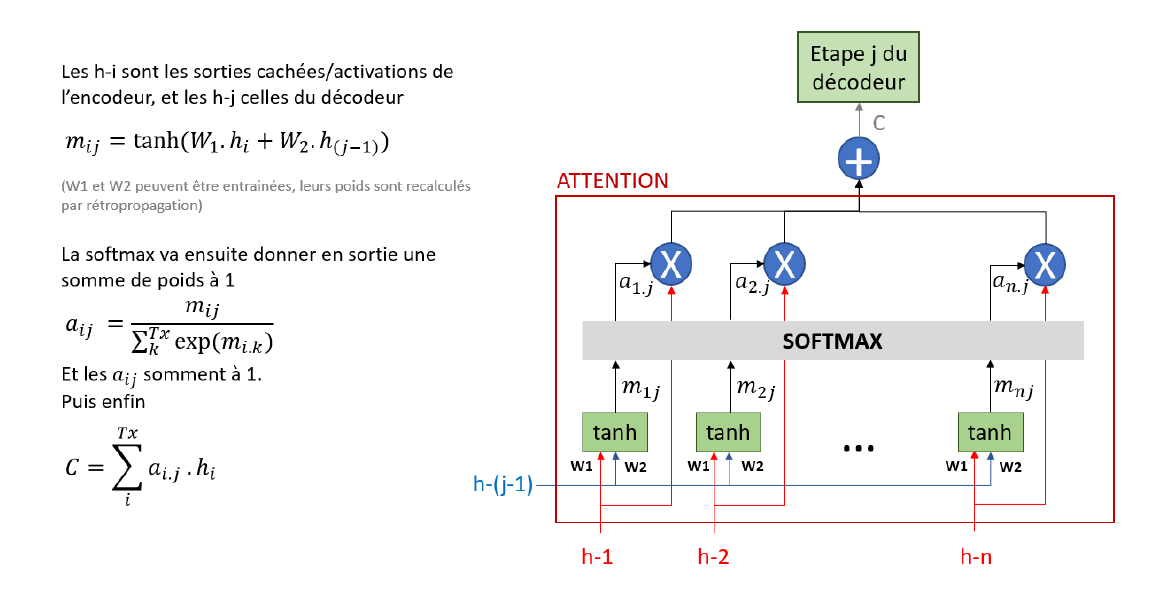 Les h-i sont les sorties cachées/activations de
l'encodeur, et les h-j celles du décodeur
m_{ij} = tanh(W_1. h_i + W_2. h_{(j−1)})
(W1 et W2 peuvent être entrainées, leurs poids sont recalculés
par rétropropagation)
La softmax va ensuite donner en sortie une
somme de poids à 1
a_{ij} = \frac{m_{ij}}{\sum_k^{Tx} exp(m_{i.k})}
Et les a_{ij} somment à 1.
Puis enfin
C = \sum_i^{Tx} a_{i.j} . h_i
Etape j du
décodeur
C
+
ATTENTION
X X X
a_{1.j} a_{2.j} a_{n.j}
SOFTMAX
m_{1j} m_{2j} m_{nj}
tanh tanh ... tanh
W1 W2 W1 W2 W1 W2
h-(j-1)
h-1 h-2 h-n